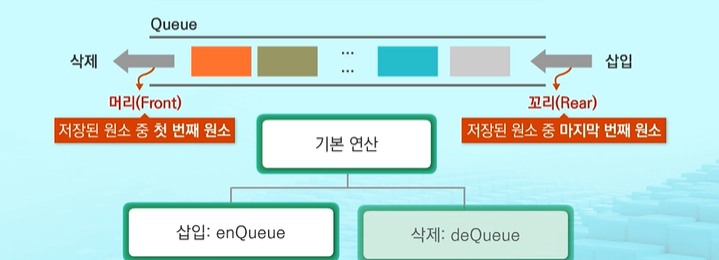 Queue
삭제
삽입
...
...
머리(Front)
꼬리(Rear)
저장된 원소 중 첫 번째 원소
저장된 원소 중 마지막 번째 원소
기본 연산
삽입: enQueue
삭제: deQueue